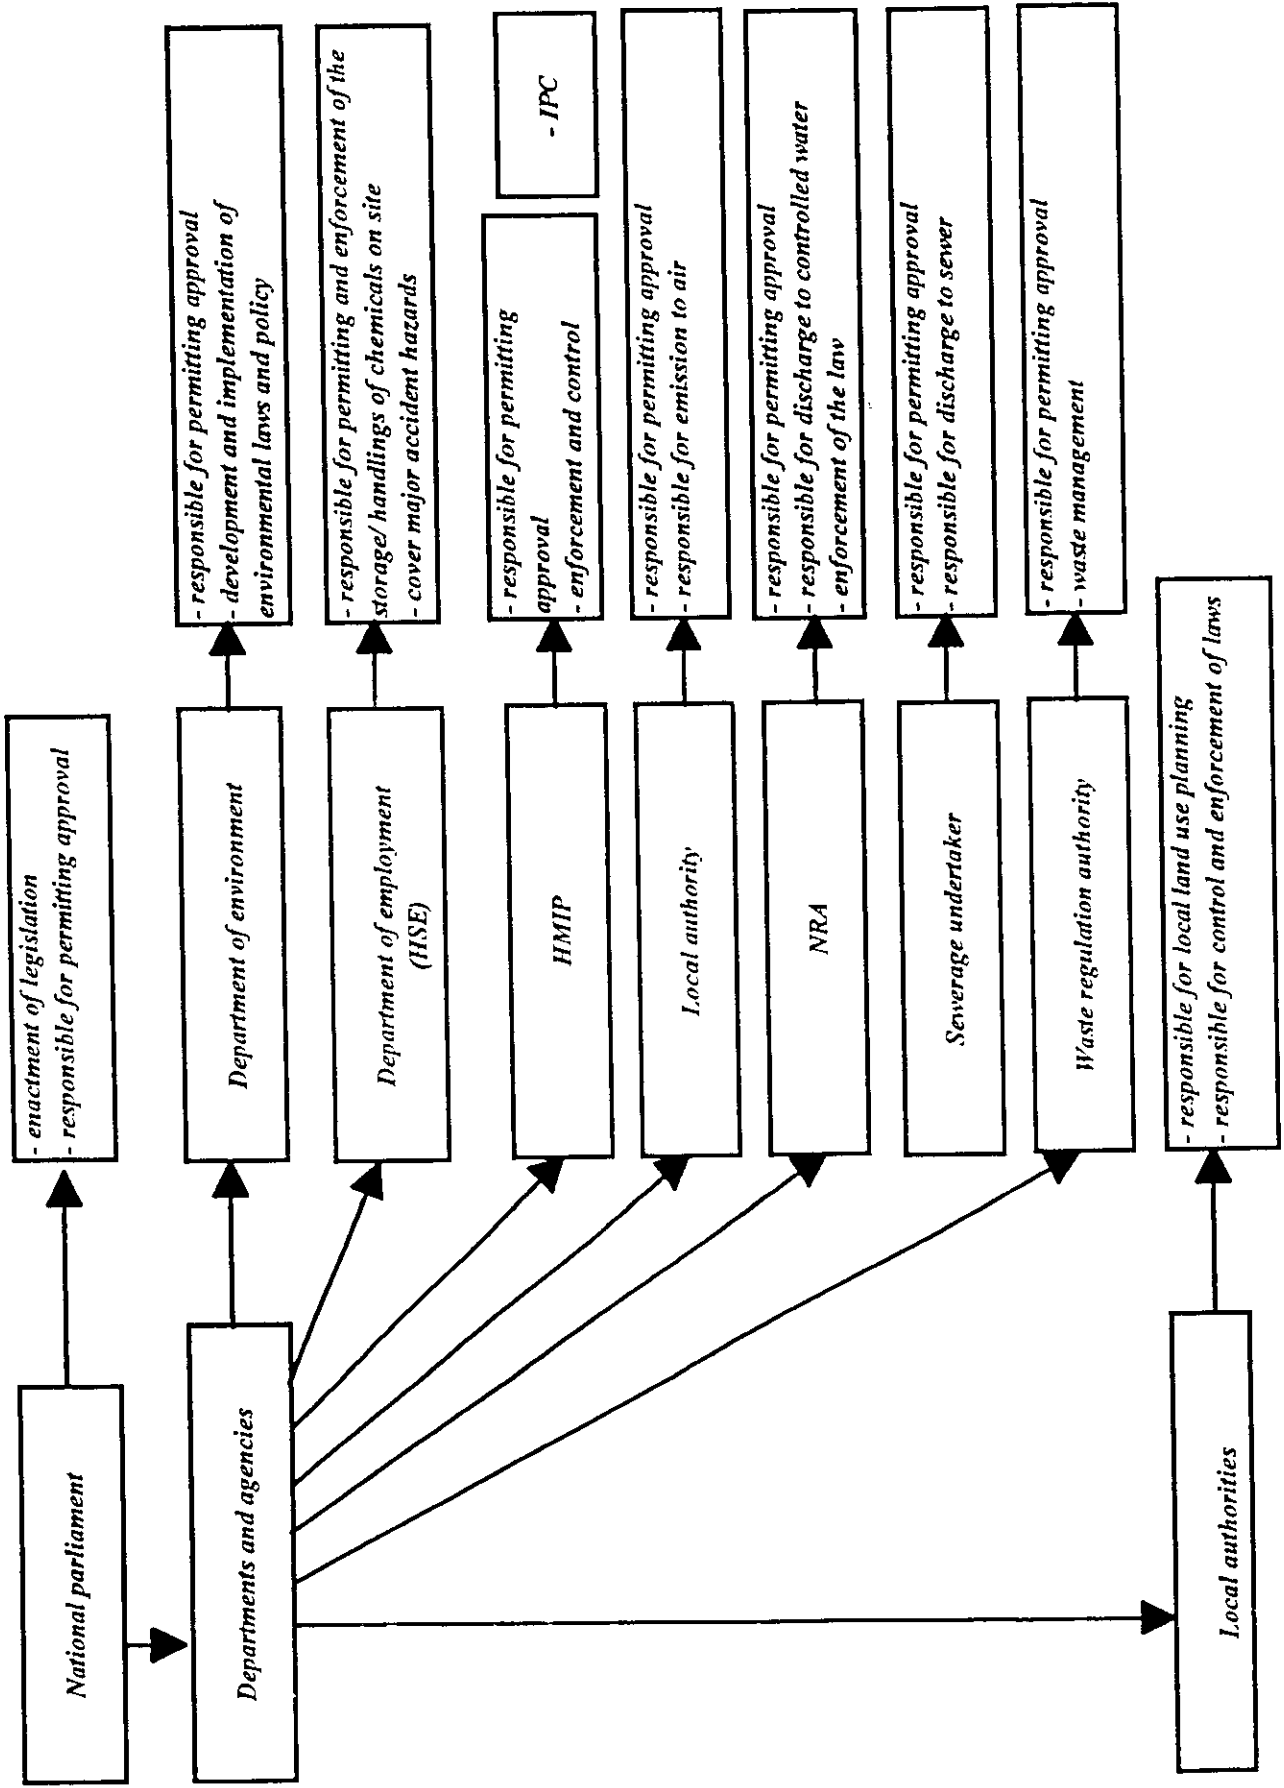 National parliament
- enactment of legislation
- responsible for permitting approval
Departments and agencies
Department of environment
- responsible for permitting approval
- development and implementation of
environmental laws and policy
Department of employment
(HSE)
- responsible for permitting and enforcement of the
storage/ handlings of chemicals on site
- cover major accident hazards
HMIP
- responsible for permitting
approval
- enforcement and control
- IPC
Local authority
- responsible for permitting approval
- responsible for emission to air
NRA
- responsible for permitting approval
- responsible for discharge to controlled water
- enforcement of the law
Sewerage undertaker
- responsible for permitting approval
- responsible for discharge to sewer
Waste regulation authority
- responsible for permitting approval
- waste management
Local authorities
- responsible for local land use planning
- responsible for control and enforcement of laws